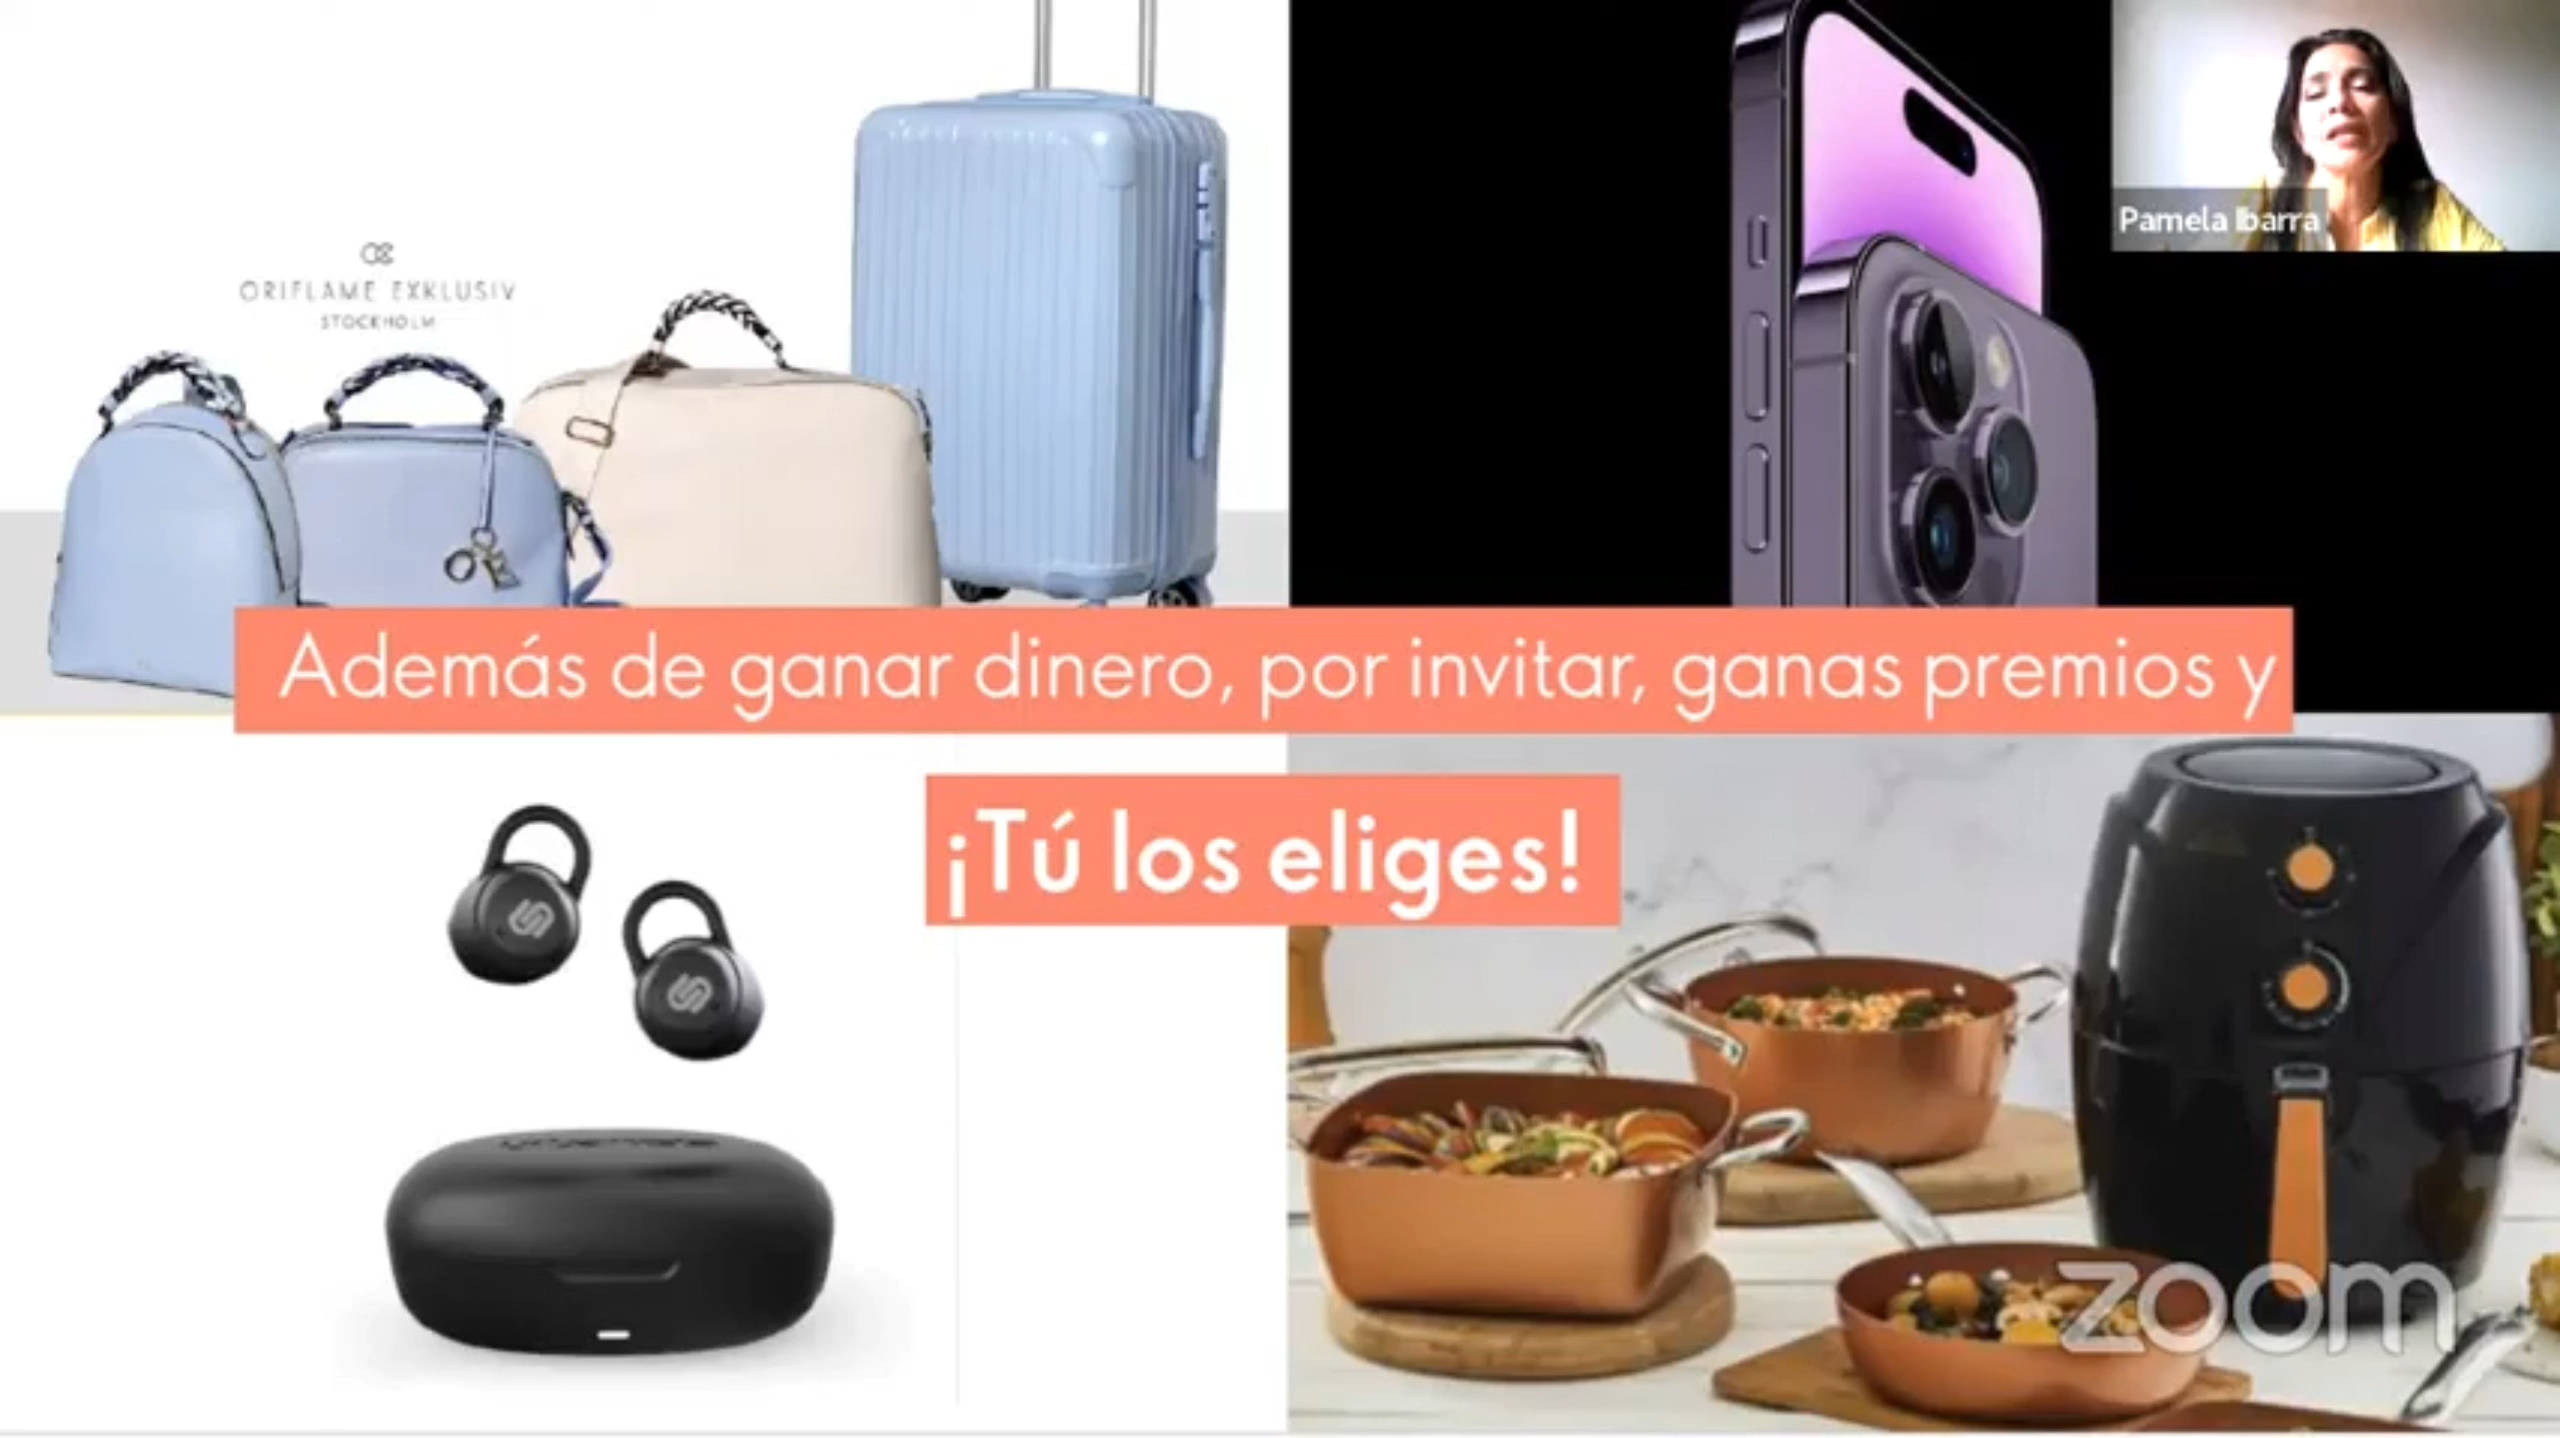 Pamela Ibarra
ORIFLAME EXKLUSIV
STOCKHOLM
Además de ganar dinero, por invitar, ganas premios y
¡Tú los eliges!
zoom